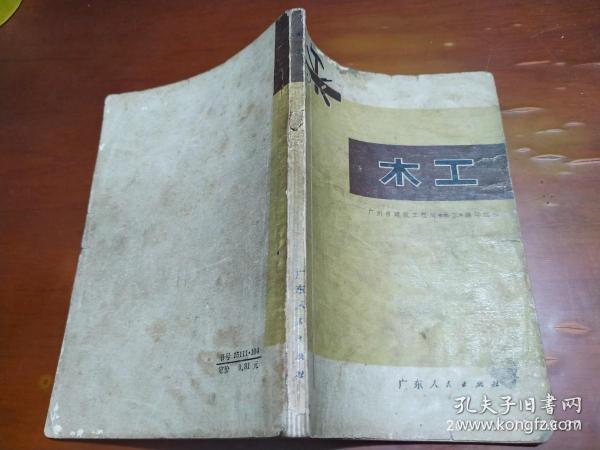 木工
广州市建筑工程局《木工》编写组
广东人民出版社
广东人民出版社
书号 15111·104
定价 0.81 元
孔夫子旧书网
www.kongfz.com